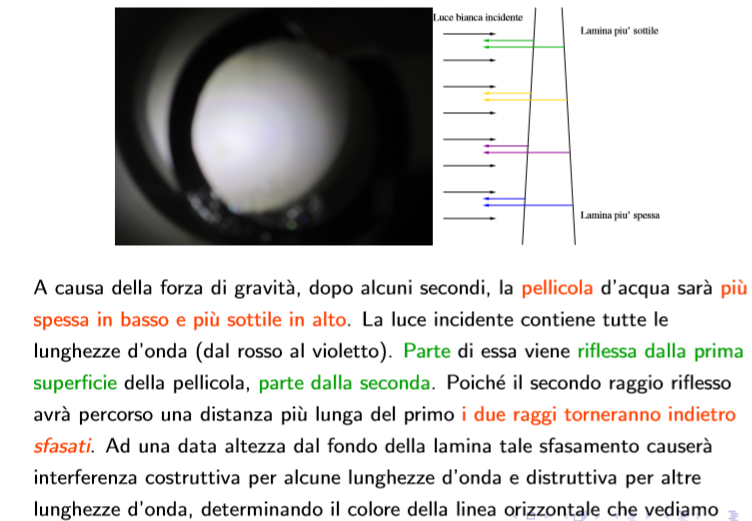 Luce bianca incidente
Lamina piu' sottile
Lamina piu' spessa
A causa della forza di gravità, dopo alcuni secondi, la pellicola d'acqua sarà più
spessa in basso e più sottile in alto. La luce incidente contiene tutte le
lunghezze d'onda (dal rosso al violetto). Parte di essa viene riflessa dalla prima
superficie della pellicola, parte dalla seconda. Poiché il secondo raggio riflesso
avrà percorso una distanza più lunga del primo i due raggi torneranno indietro
sfasati. Ad una data altezza dal fondo della lamina tale sfasamento causerà
interferenza costruttiva per alcune lunghezze d'onda e distruttiva per altre
lunghezze d'onda, determinando il colore della linea orizzontale che vediamo